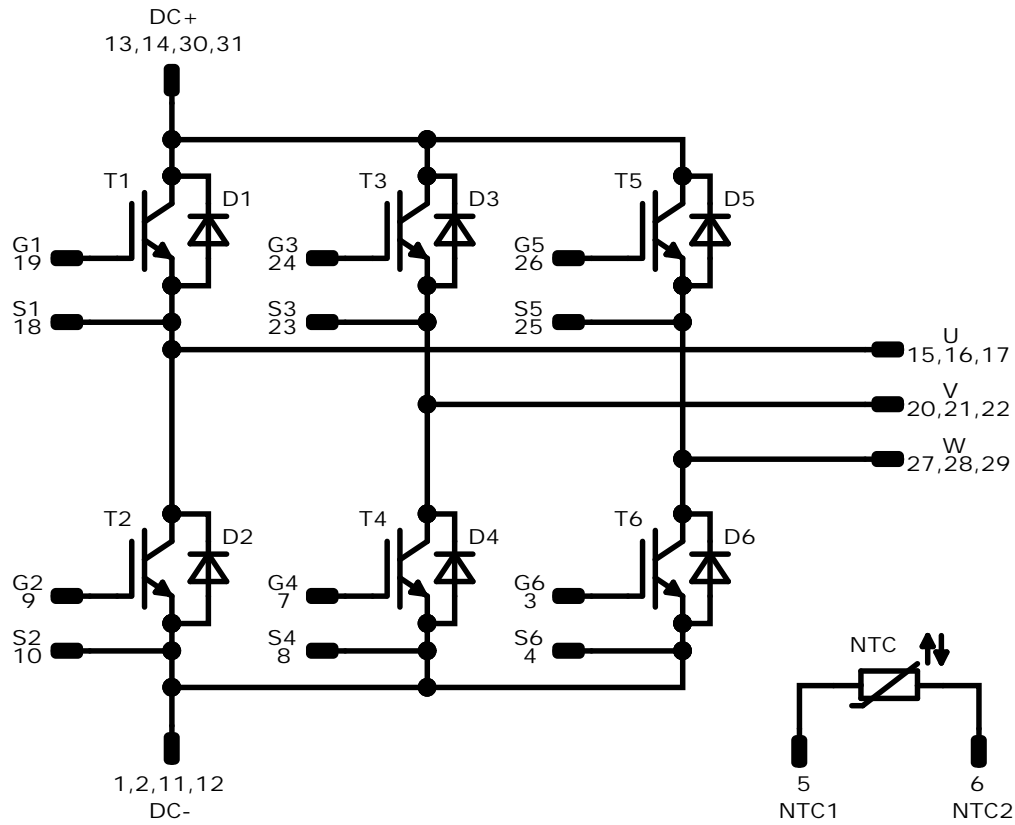 DC+
13,14,30,31
T1
D1
T3
D3
T5
D5
G1
19
G3
24
G5
26
S1
18
S3
23
S5
25
U
15,16,17
V
20,21,22
W
27,28,29
T2
D2
T4
D4
T6
D6
G2
9
G4
7
G6
3
S2
10
S4
8
S6
4
NTC
1,2,11,12
DC-
5
NTC1
6
NTC2